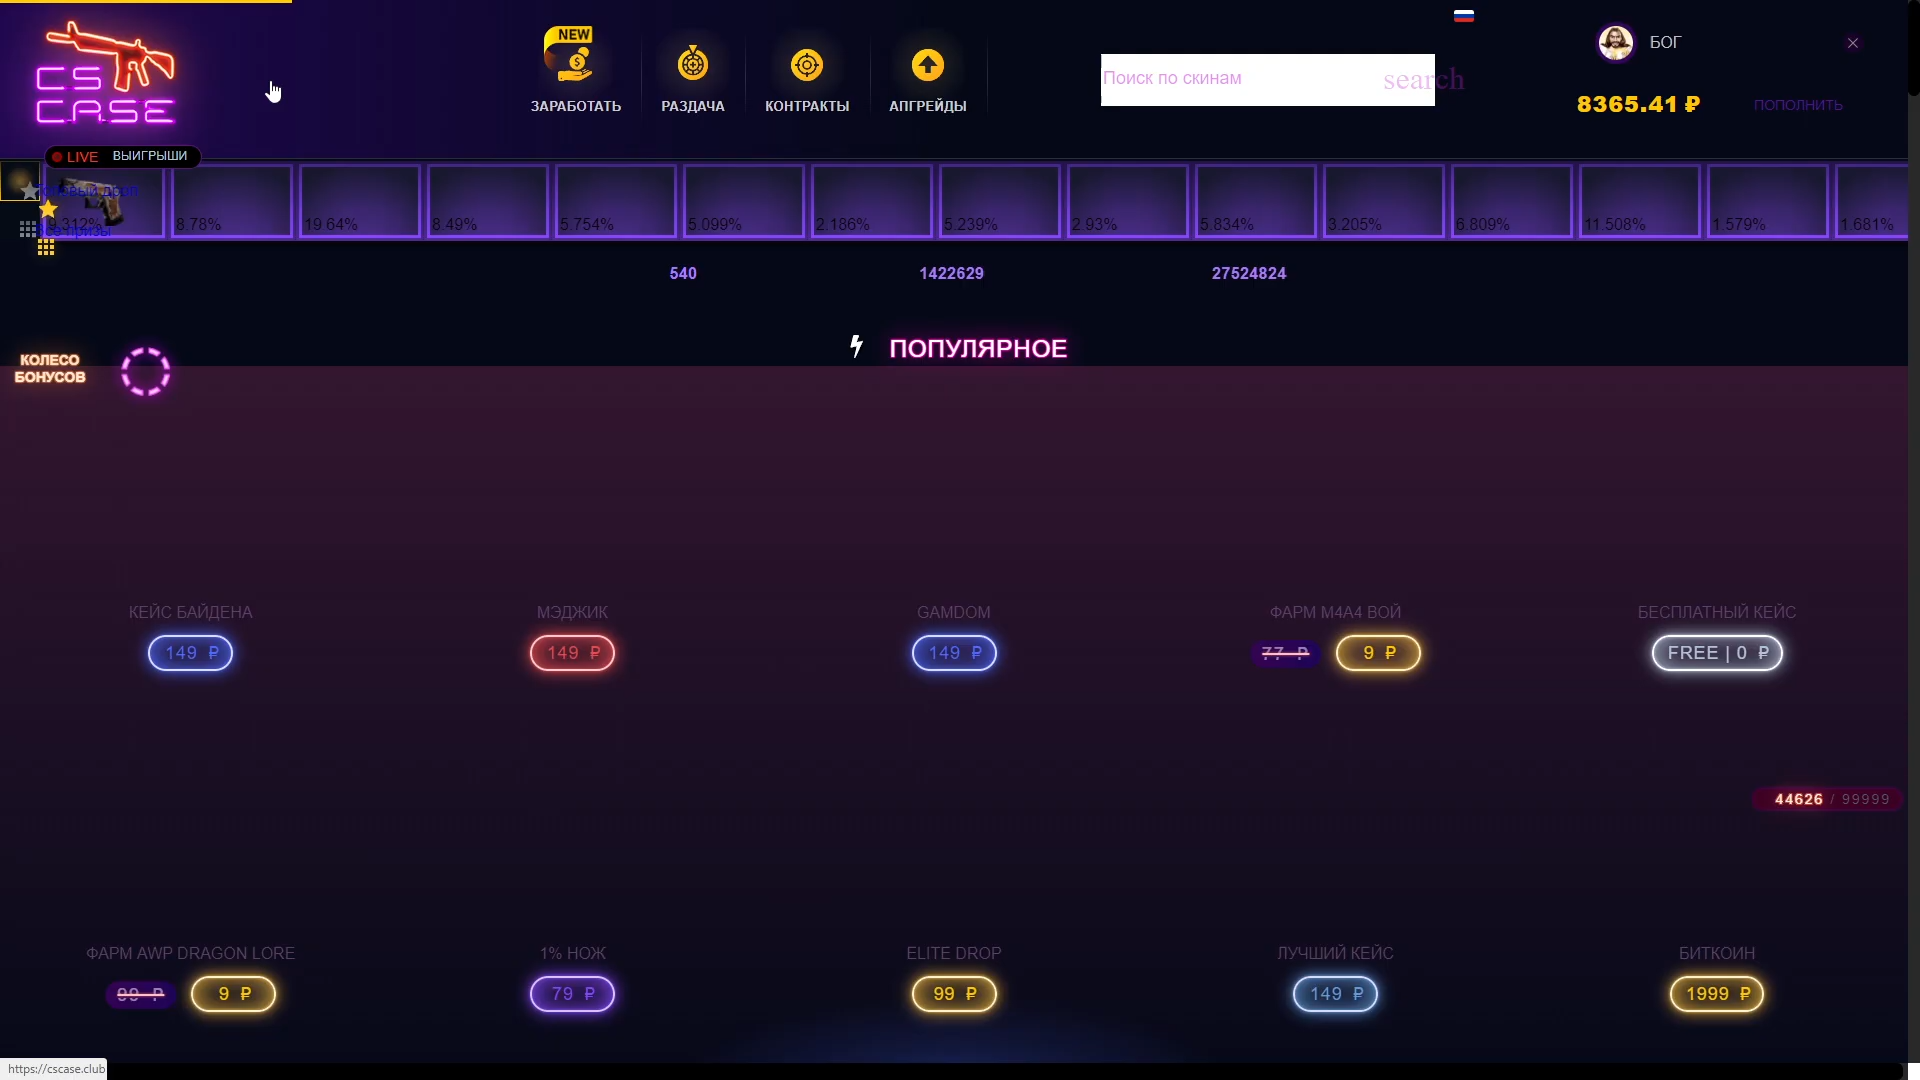 CS
CASE
NEW
ЗАРАБОТАТЬ
РАЗДАЧА
КОНТРАКТЫ
АПГРЕЙДЫ
Поиск по скинам
search
БОГ
8365.41 ₽
ПОПОЛНИТЬ
LIVE ВЫИГРЫШИ
9.312%
8.78%
19.64%
8.49%
5.754%
5.099%
2.186%
5.239%
2.93%
5.834%
3.205%
6.809%
11.508%
1.579%
1.681%
540
1422629
27524824
ПОПУЛЯРНОЕ
КОЛЕСО
БОНУСОВ
КЕЙС БАЙДЕНА
149 ₽
МЭДЖИК
149 ₽
GAMDOM
149 ₽
ФАРМ M4A4 ВОЙ
77 ₽ 9 ₽
БЕСПЛАТНЫЙ КЕЙС
FREE | 0 ₽
44626 / 99999
ФАРМ AWP DRAGON LORE
99 ₽ 9 ₽
1% НОЖ
79 ₽
ELITE DROP
99 ₽
ЛУЧШИЙ КЕЙС
149 ₽
БИТКОИН
1999 ₽
https://cscase.club